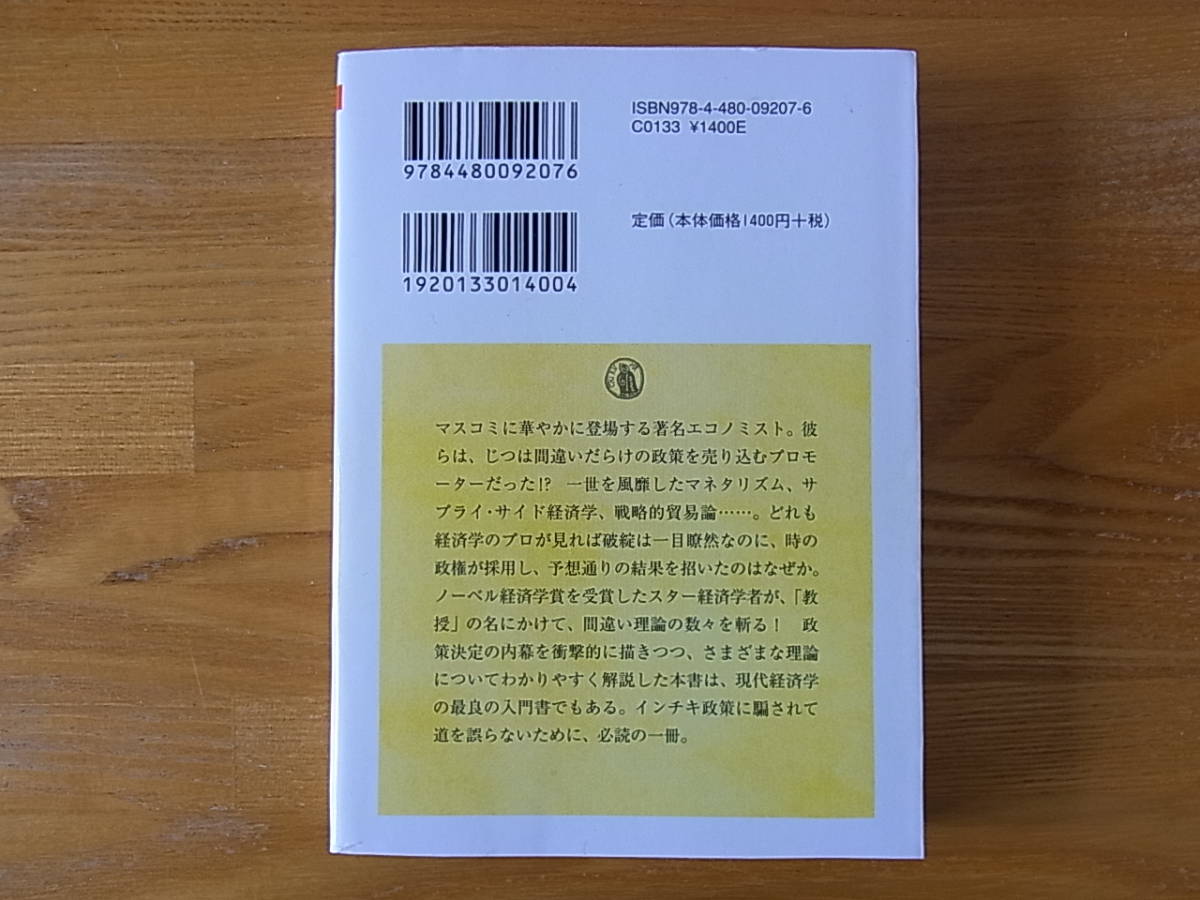 ISBN978-4-480-09207-6
C0133 ¥1400E
9784480092076
定価(本体価格1400円+税)
1920133014004
マスコミに華やかに登場する著名エコノミスト。彼
らは、じつは間違いだらけの政策を売り込むプロモ
ーターだった!? 一世を風靡したマネタリズム、サ
プライ・サイド経済学、戦略的貿易論……。どれも
経済学のプロが見れば破綻は一目瞭然なのに、時の
政権が採用し、予想通りの結果を招いたのはなぜか。
ノーベル経済学賞を受賞したスター経済学者が、「教
授」の名にかけて、間違い理論の数々を斬る! 政
策決定の内幕を衝撃的に描きつつ、さまざまな理論
についてわかりやすく解説した本書は、現代経済学
の最良の入門書でもある。インチキ政策に騙されて
道を誤らないために、必読の一冊。